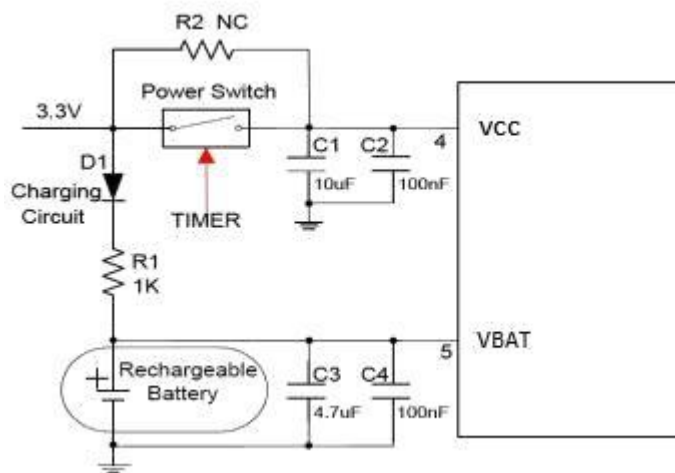 R2 NC
Power Switch
3.3V
D1
Charging
Circuit
TIMER
C1
10uF
C2
100nF
4
VCC
R1
1K
5
VBAT
+
Rechargeable
Battery
C3
4.7uF
C4
100nF